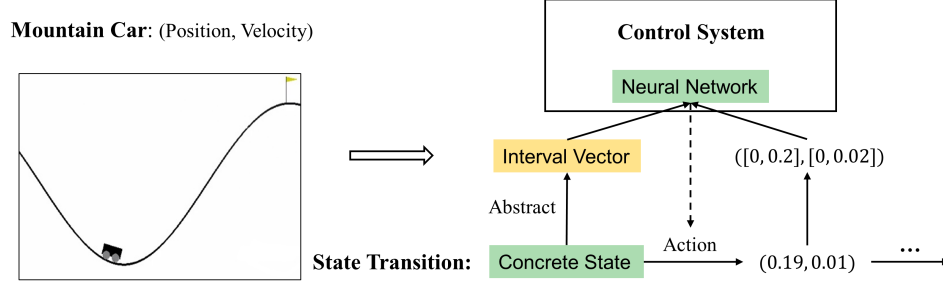 Mountain Car: (Position, Velocity)
Control System
Neural Network
Interval Vector
([0, 0.2], [0, 0.02])
Abstract
Action
State Transition:
Concrete State
(0.19, 0.01)
...